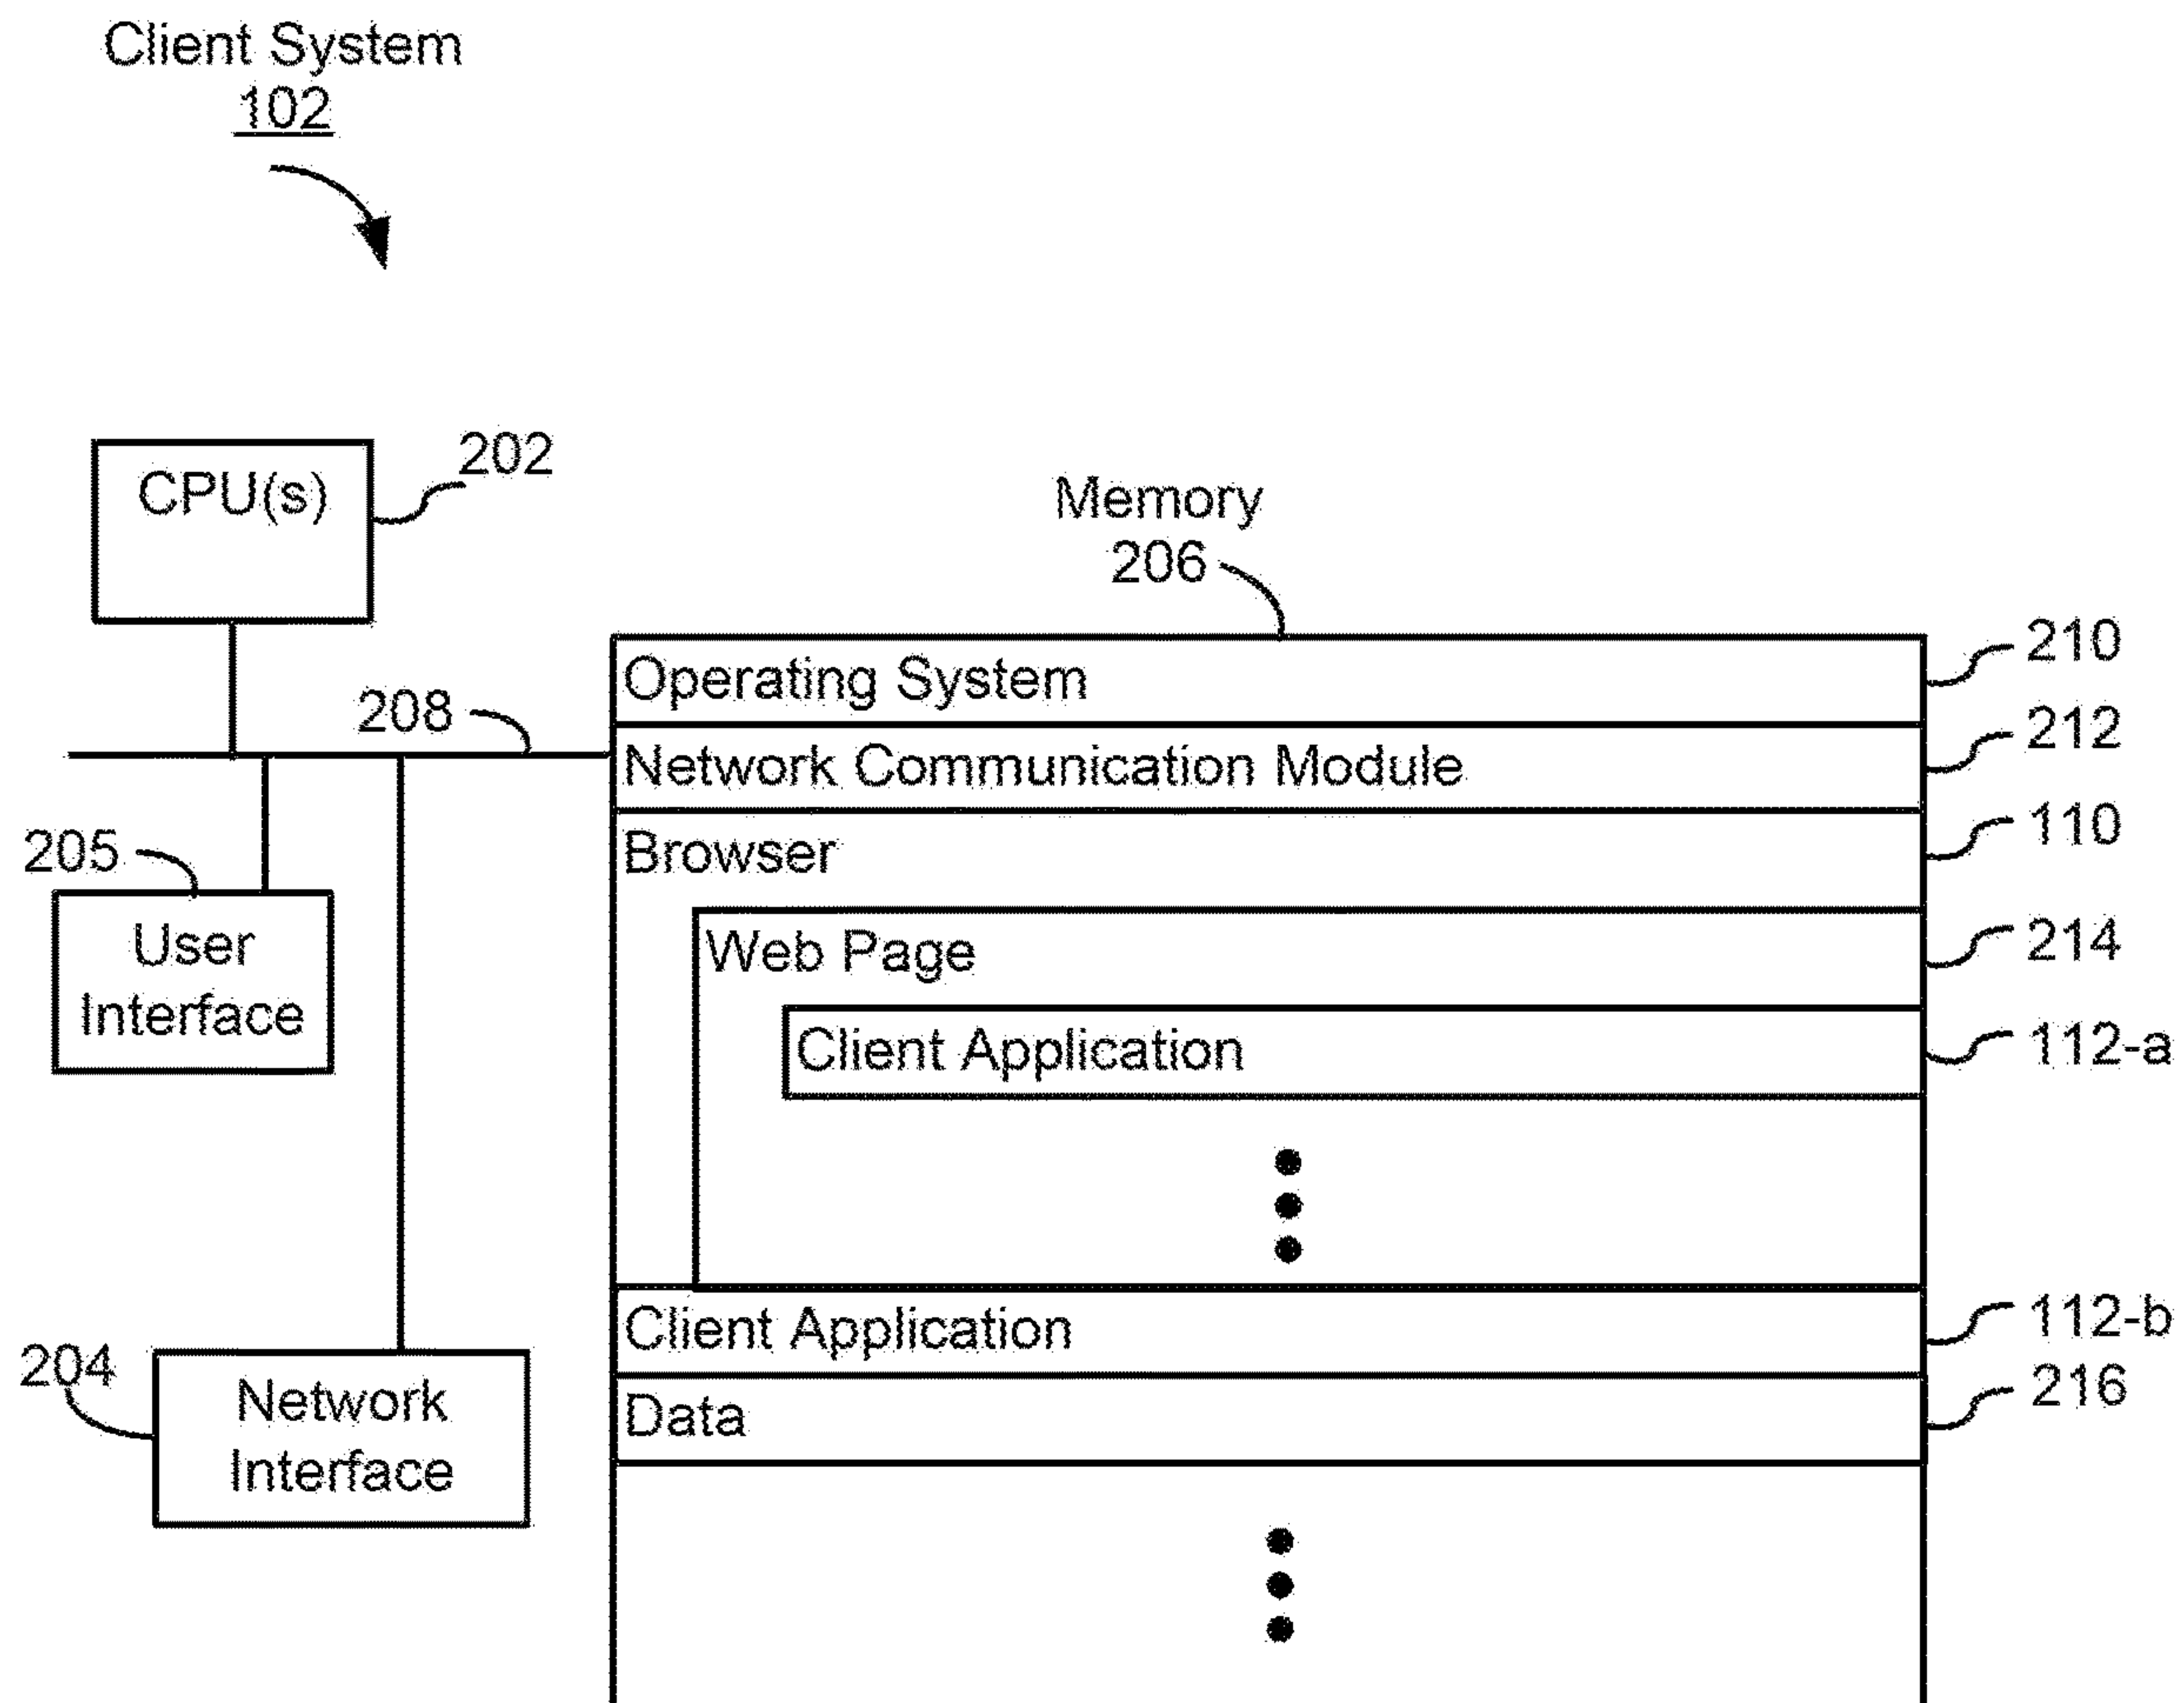 Client System
102
CPU(s)
202
Memory
206
Operating System
210
208
Network Communication Module
212
Browser
110
205
User
Interface
Web Page
214
Client Application
112-a
Client Application
112-b
204
Network
Interface
Data
216